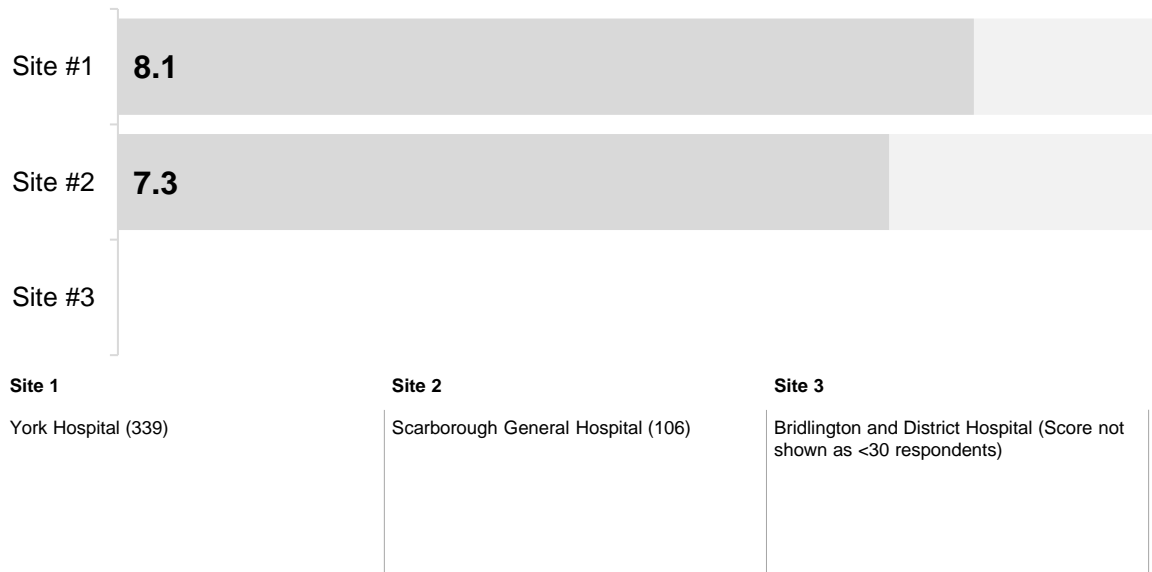 Site #1
8.1
Site #2
7.3
Site #3
Site 1
Site 2
Site 3
York Hospital (339)
Scarborough General Hospital (106)
Bridlington and District Hospital (Score not
shown as <30 respondents)